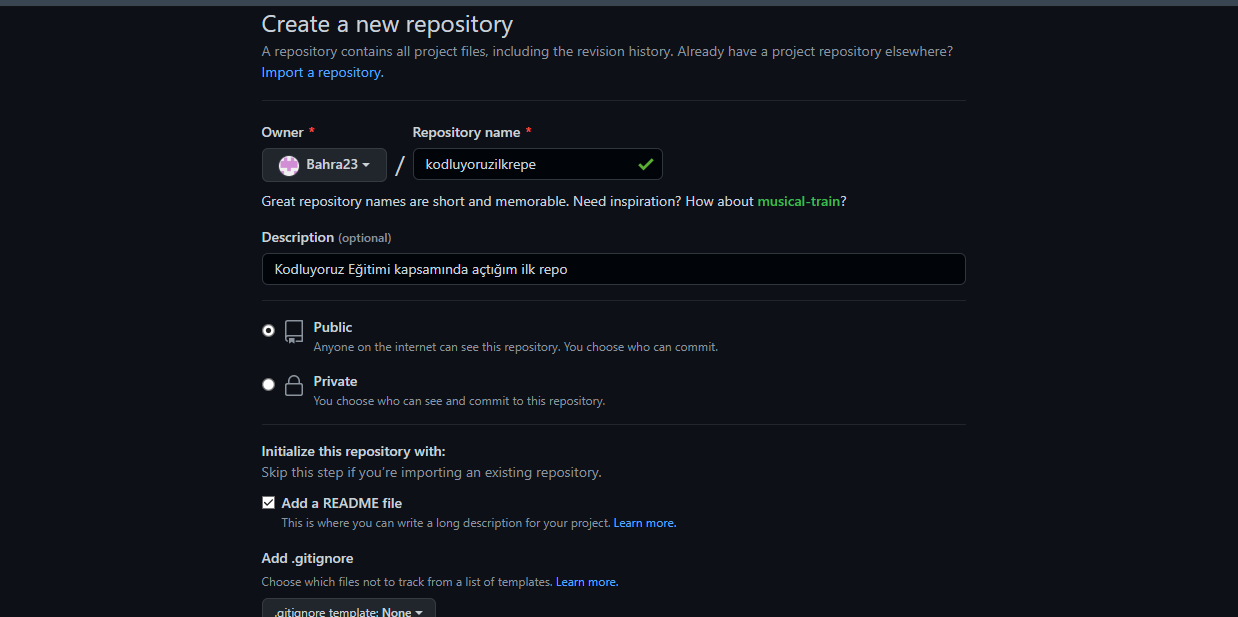 Create a new repository
A repository contains all project files, including the revision history. Already have a project repository elsewhere?
Import a repository.
Owner * Repository name *
Bahra23 / kodluyoruzilkrepe
Great repository names are short and memorable. Need inspiration? How about musical-train?
Description (optional)
Kodluyoruz Eğitimi kapsamında açtığım ilk repo
Public
Anyone on the internet can see this repository. You choose who can commit.
Private
You choose who can see and commit to this repository.
Initialize this repository with:
Skip this step if you're importing an existing repository.
Add a README file
This is where you can write a long description for your project. Learn more.
Add .gitignore
Choose which files not to track from a list of templates. Learn more.
.gitignore template: None